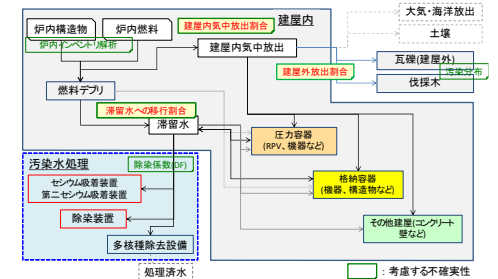 炉内構造物
炉内燃料
炉内インベントリ解析
建屋内気中放出割合
建屋内
大気・海洋放出
土壌
建屋内気中放出
瓦礫(建屋外)
汚染分布
建屋外放出割合
伐採木
燃料デブリ
滞留水への移行割合
滞留水
圧力容器
(RPV、機器など)
汚染水処理
除染係数(DF)
セシウム吸着装置
第二セシウム吸着装置
格納容器
(機器、構造物など)
除染装置
その他建屋(コンクリート
壁など)
多核種除去設備
処理済水
:考慮する不確実性